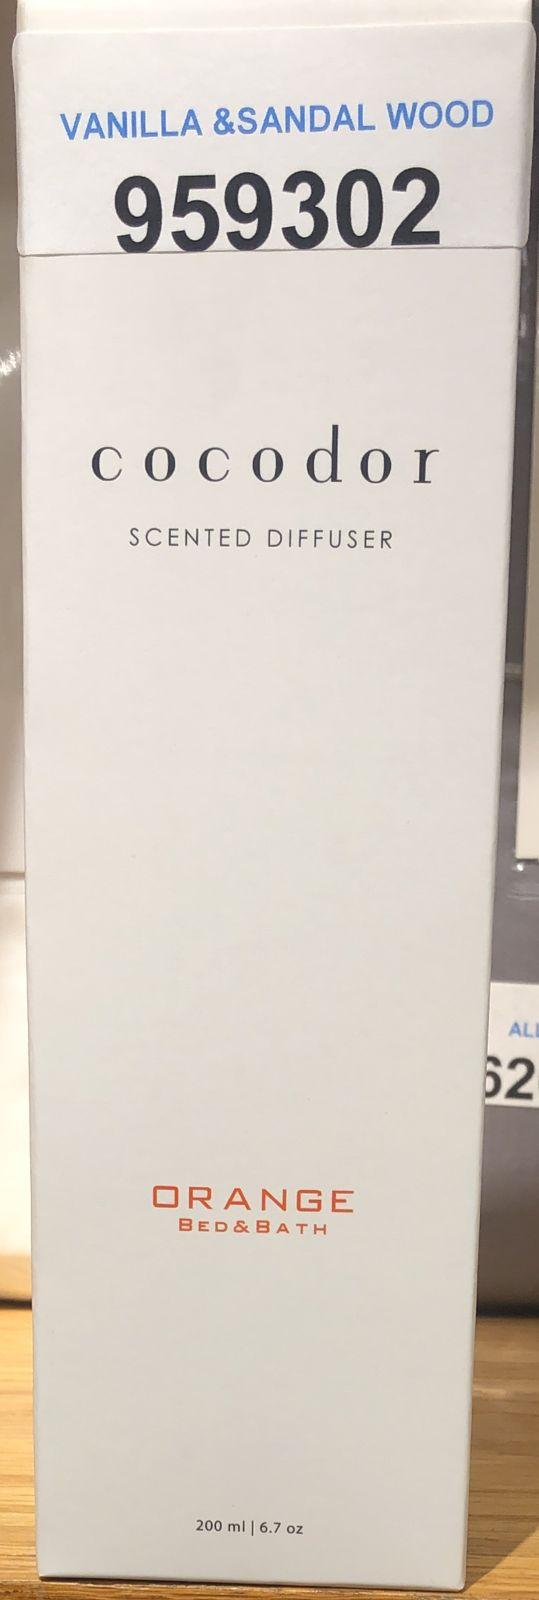 VANILLA &SANDAL WOOD
959302
cocodor
SCENTED DIFFUSER
ORANGE
BED&BATH
200 ml | 6.7 oz